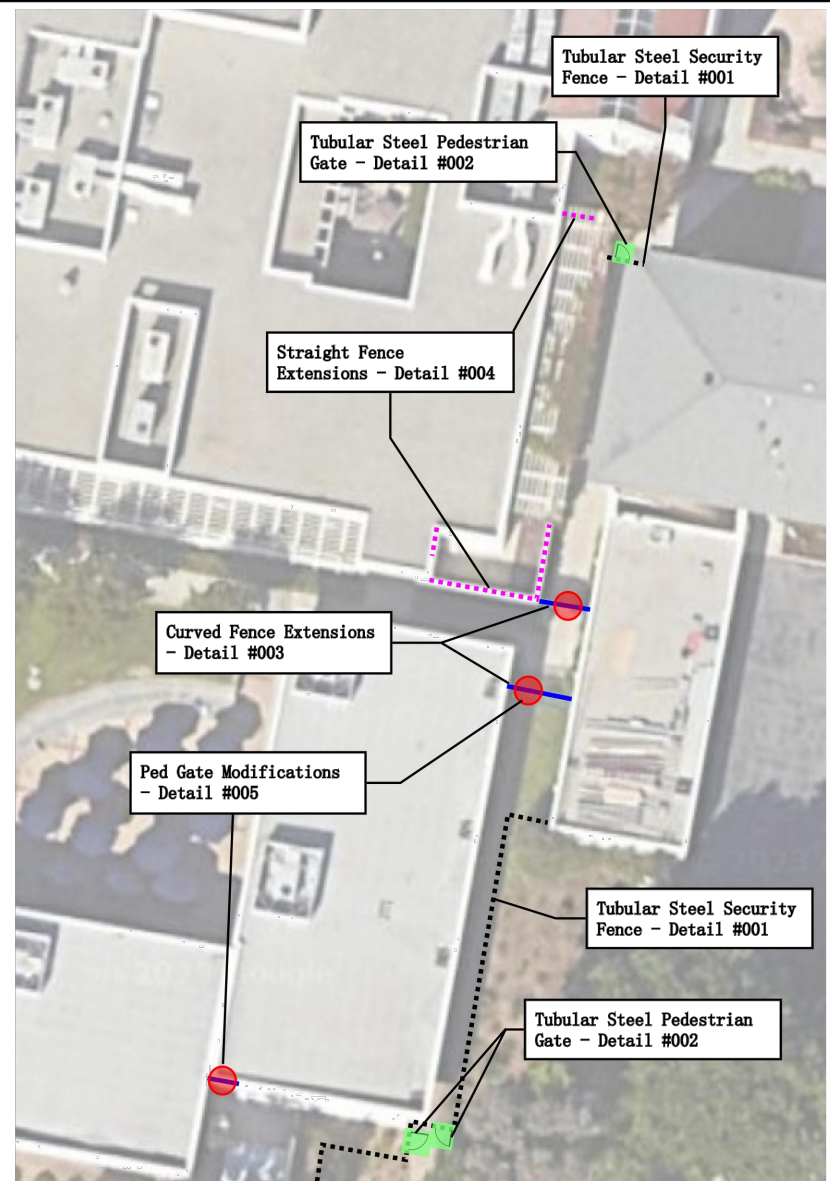 Tubular Steel Security
Fence - Detail #001
Tubular Steel Pedestrian
Gate - Detail #002
Straight Fence
Extensions - Detail #004
Curved Fence Extensions
- Detail #003
Ped Gate Modifications
- Detail #005
Tubular Steel Security
Fence - Detail #001
Tubular Steel Pedestrian
Gate - Detail #002